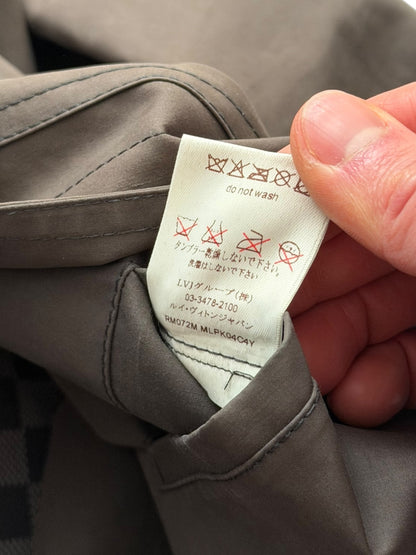 do not wash
タンブラー乾燥しないで下さい。
洗濯はしないで下さい。
LVJグループ(株)
03-3478-2100
ルイ・ヴィトンジャパン
RM072M MLPK04C4Y